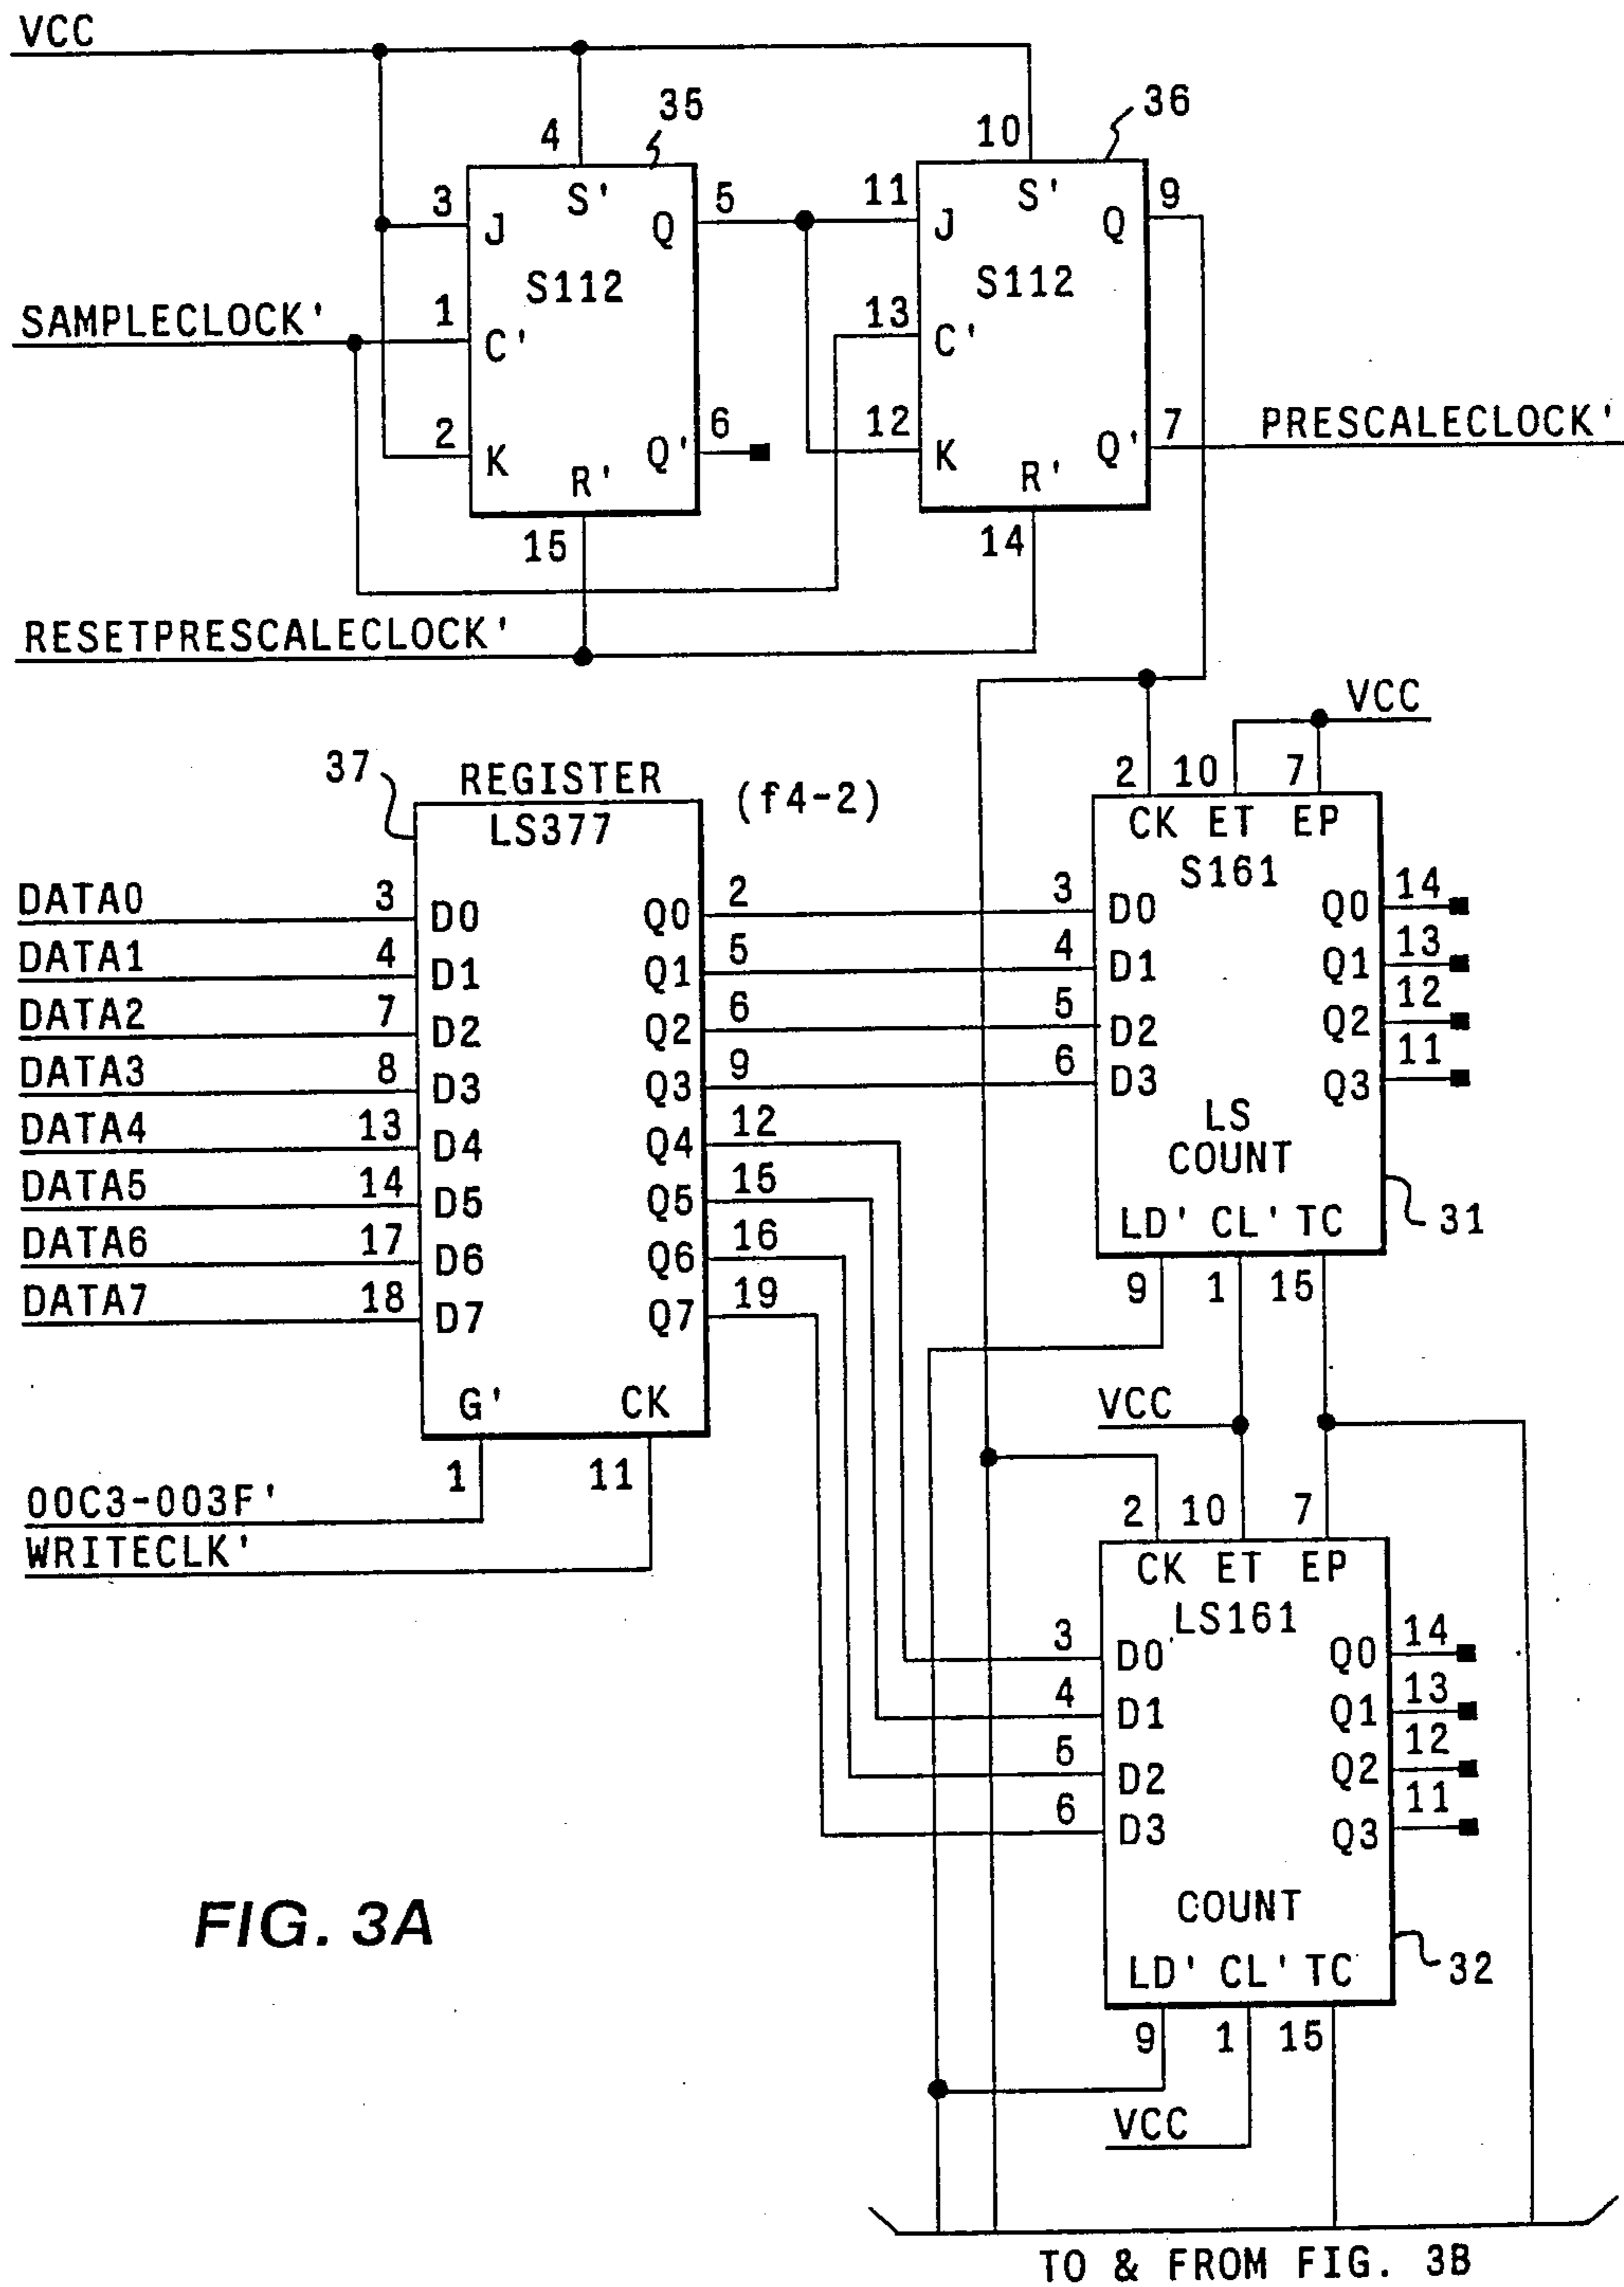 VCC
35
36
4
10
3
J
S'
Q
5
11
J
S'
Q
9
S112
S112
SAMPLECLOCK'
1
C'
13
C'
2
K
Q'
6
12
K
Q'
7
PRESCALECLOCK'
R'
R'
15
14
RESETPRESCALECLOCK'
VCC
37
REGISTER
(f4-2)
2
10
7
LS377
CK ET EP
S161
DATA0
3
D0
Q0
2
3
D0
Q0
14
DATA1
4
D1
Q1
5
4
D1
Q1
13
DATA2
7
D2
Q2
6
5
D2
Q2
12
DATA3
8
D3
Q3
9
6
D3
Q3
11
DATA4
13
D4
Q4
12
LS
COUNT
DATA5
14
D5
Q5
15
LD' CL' TC
31
DATA6
17
D6
Q6
16
9
1
15
DATA7
18
D7
Q7
19
G'
CK
VCC
1
11
00C3-003F'
WRITECLK'
2
10
7
CK ET EP
LS161
3
D0
Q0
14
4
D1
Q1
13
5
D2
Q2
12
6
D3
Q3
11
COUNT
FIG. 3A
LD' CL' TC
32
9
1
15
VCC
TO & FROM FIG. 3B